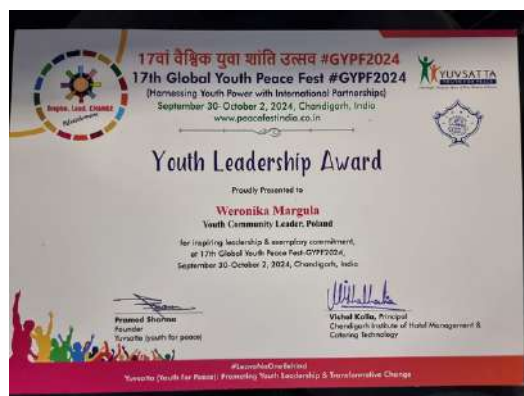 17वां वैश्विक युवा शांति उत्सव #GYPF2024
17th Global Youth Peace Fest #GYPF2024
(Harnessing Youth Power with International Partnerships)
September 30-October 2, 2024, Chandigarh, India
www.peacefestindia.co.in
YUVSATTA
Inspire. Lead. CHANGE
Youth Leadership Award
Proudly Presented to
Weronika Margula
Youth Community Leader, Poland
for inspiring leadership & exemplary commitment,
at 17th Global Youth Peace Fest-GYPF2024,
September 30-October 2, 2024, Chandigarh, India
Pramod Sharma
Founder
Yuvsatta (youth for peace)
Vishal Kalia, Principal
Chandigarh Institute of Hotel Management &
Catering Technology
#LeaveNoOneBehind
Yuvsatta (Youth for Peace): Promoting Youth Leadership & Transformative Change